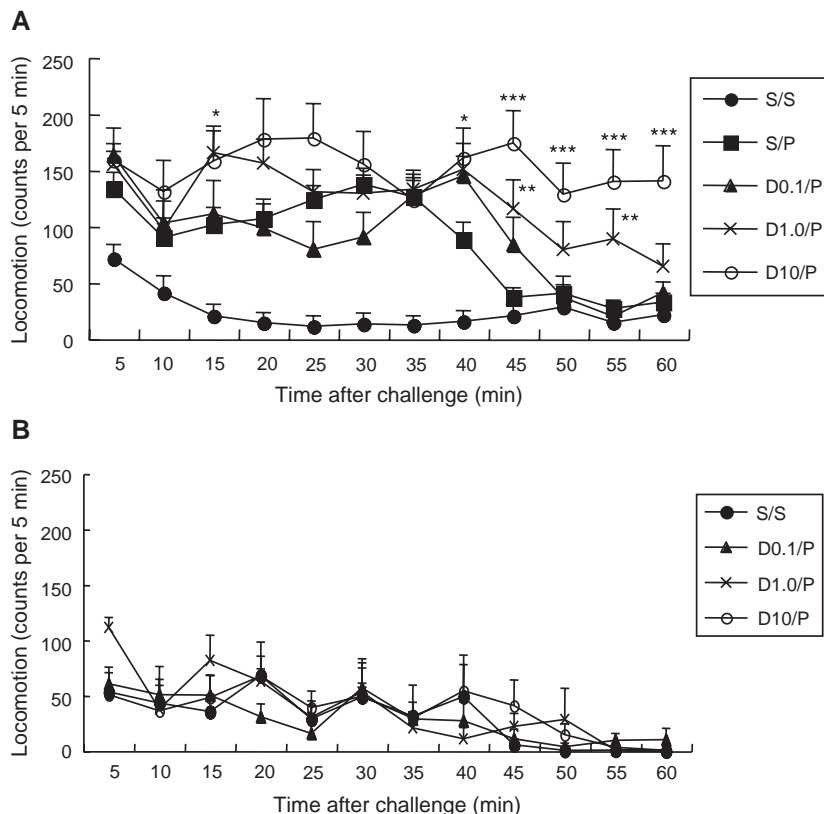 A
250
200
150
100
50
0
Locomotion (counts per 5 min)
*
*
***
**
***
***
**
***
5 10 15 20 25 30 35 40 45 50 55 60
Time after challenge (min)
S/S
S/P
D0.1/P
D1.0/P
D10/P
B
250
200
150
100
50
0
Locomotion (counts per 5 min)
5 10 15 20 25 30 35 40 45 50 55 60
Time after challenge (min)
S/S
D0.1/P
D1.0/P
D10/P